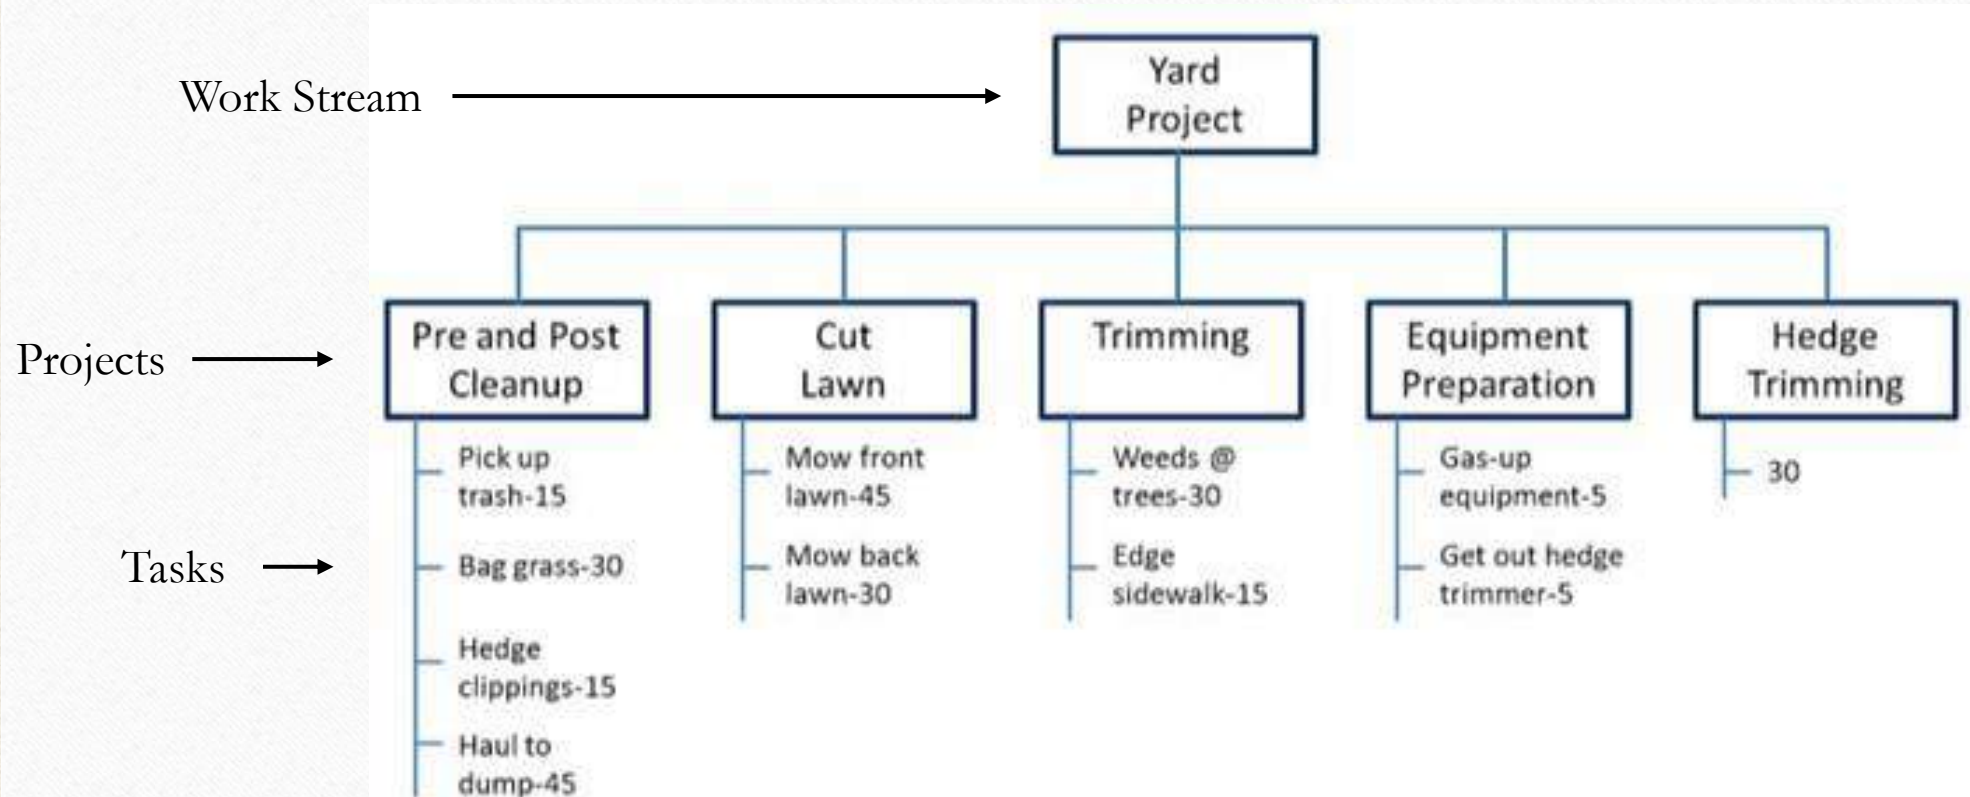 Work Stream
Yard
Project
Projects
Pre and Post
Cleanup
Cut
Lawn
Trimming
Equipment
Preparation
Hedge
Trimming
Tasks
Pick up
trash-15
Bag grass-30
Hedge
clippings-15
Haul to
dump-45
Mow front
lawn-45
Mow back
lawn-30
Weeds @
trees-30
Edge
sidewalk-15
Gas-up
equipment-5
Get out hedge
trimmer-5
30